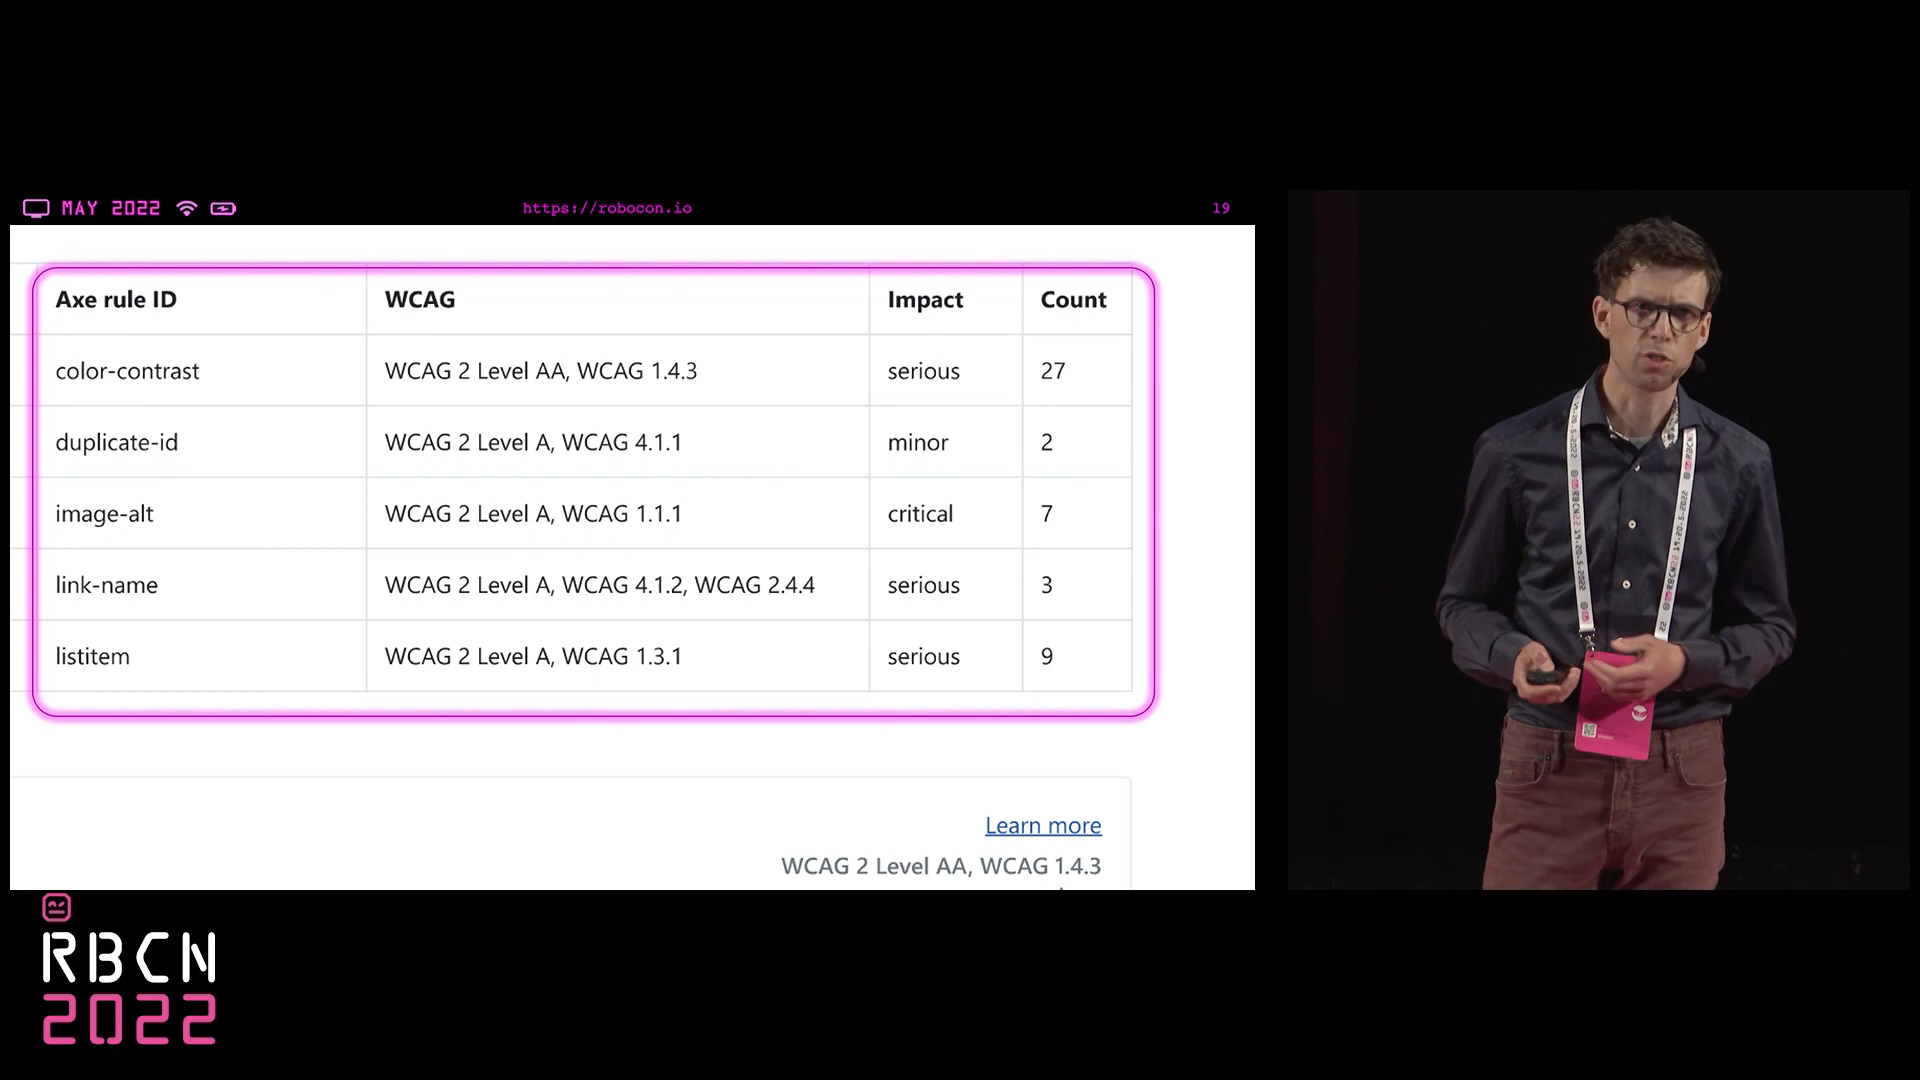 MAY 2022
https://robocon.io
19
Axe rule ID WCAG Impact Count
color-contrast WCAG 2 Level AA, WCAG 1.4.3 serious 27
duplicate-id WCAG 2 Level A, WCAG 4.1.1 minor 2
image-alt WCAG 2 Level A, WCAG 1.1.1 critical 7
link-name WCAG 2 Level A, WCAG 4.1.2, WCAG 2.4.4 serious 3
listitem WCAG 2 Level A, WCAG 1.3.1 serious 9
Learn more
WCAG 2 Level AA, WCAG 1.4.3
RBCN
2022